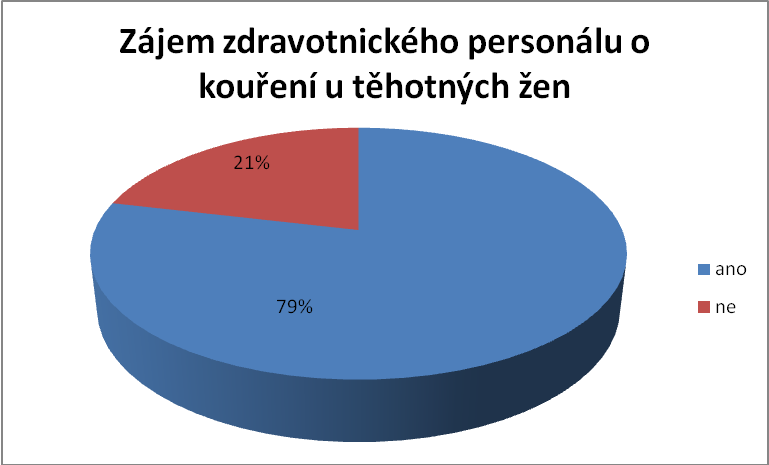 Zájem zdravotnického personálu o
kouření u těhotných žen
21%
79%
ano
ne